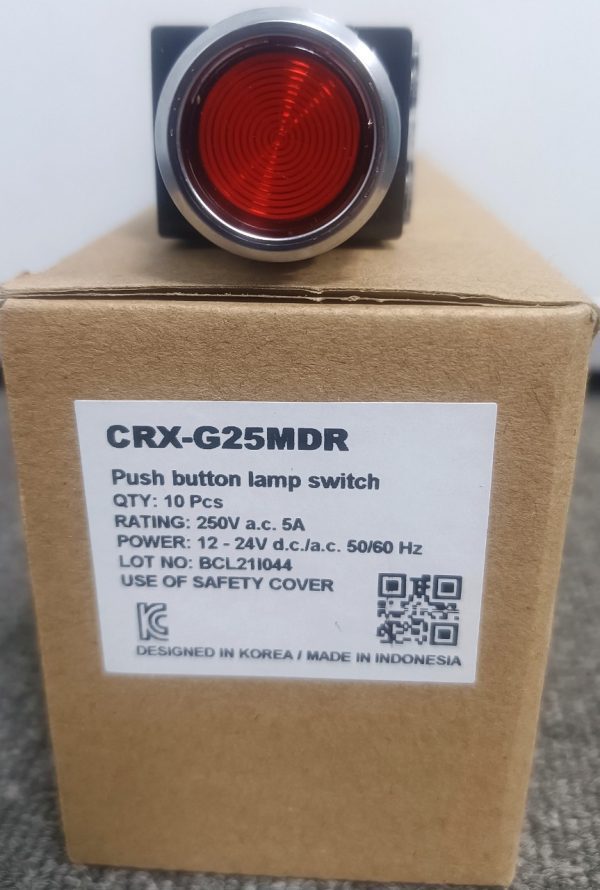 CRX-G25MDR
Push button lamp switch
QTY: 10 Pcs
RATING: 250V a.c. 5A
POWER: 12 - 24V d.c./a.c. 50/60 Hz
LOT NO: BCL21I044
USE OF SAFETY COVER
KC
DESIGNED IN KOREA / MADE IN INDONESIA